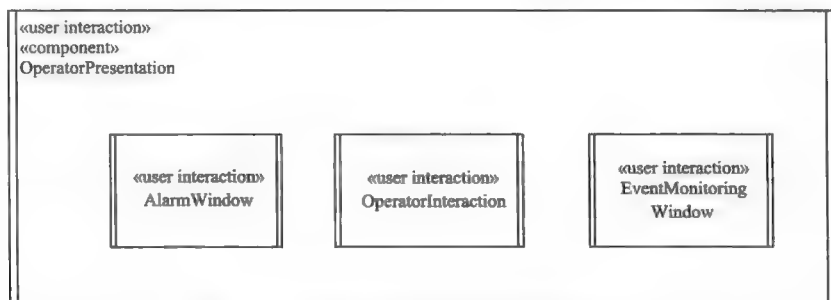 «user interaction»
«component»
OperatorPresentation
«user interaction»
AlarmWindow
«user interaction»
OperatorInteraction
«user interaction»
EventMonitoring
Window